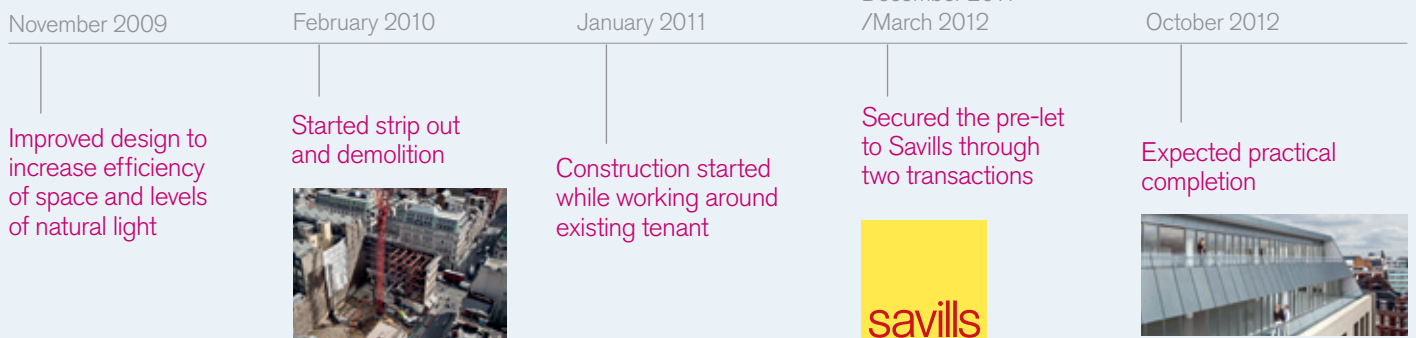 November 2009
Improved design to
increase efficiency
of space and levels
of natural light
February 2010
Started strip out
and demolition
January 2011
Construction started
while working around
existing tenant
/March 2012
Secured the pre-let
to Savills through
two transactions
savills
October 2012
Expected practical
completion